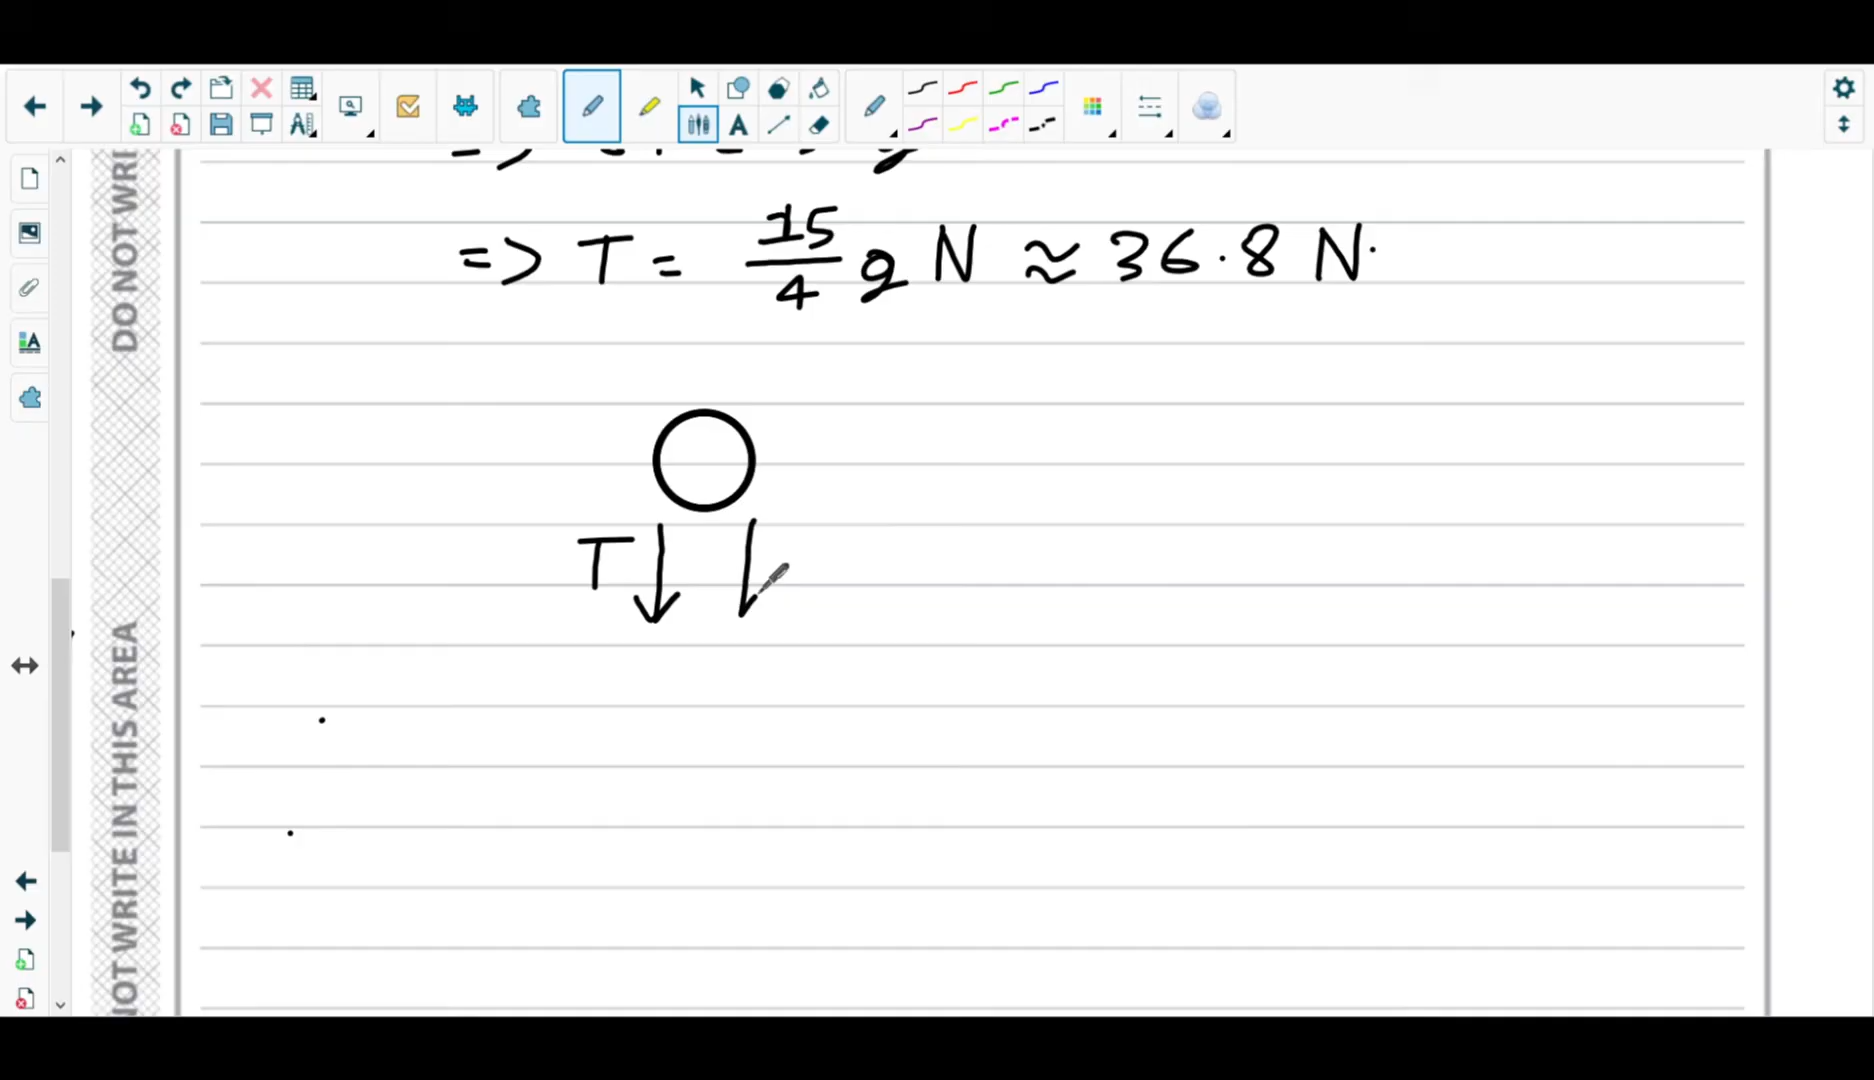 DO NOT WRI
=> T = 15/4 g N ≈ 36.8 N.
T
NOT WRITE IN THIS AREA